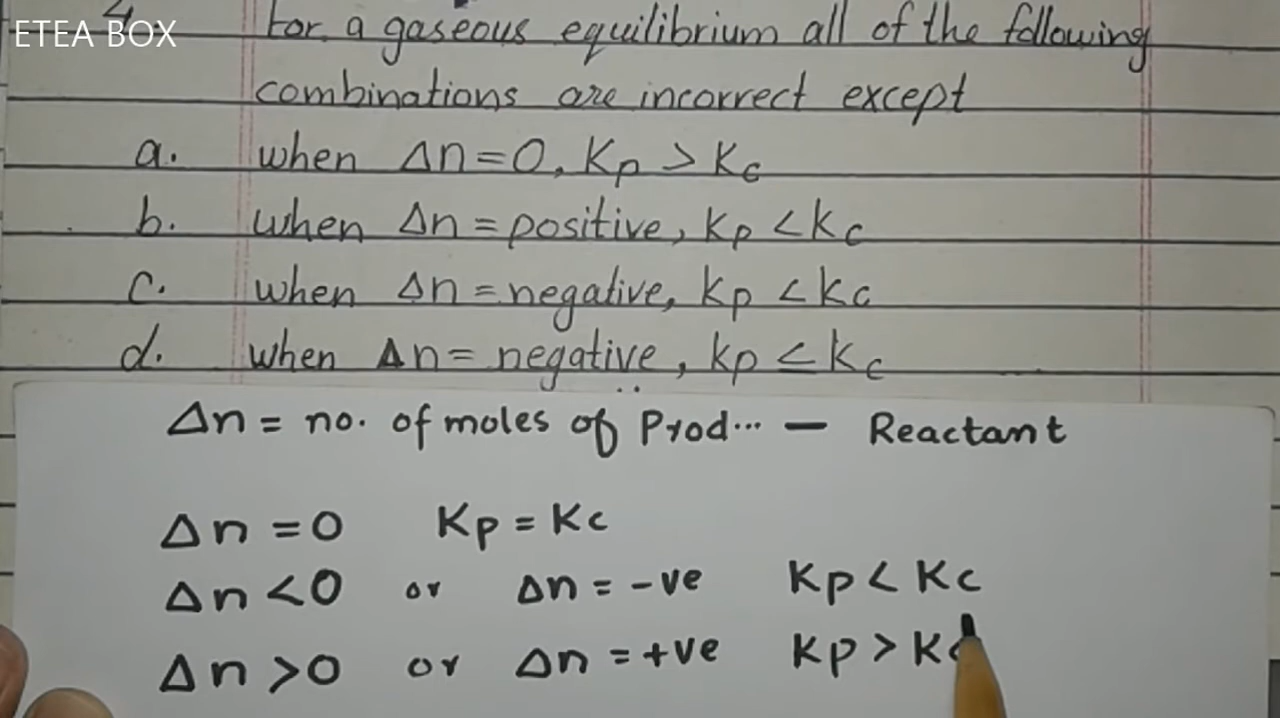 ETEA BOX
4. For a gaseous equilibrium all of the following
combinations are incorrect except
a. when Δn=0, Kp > Kc
b. when Δn = positive, Kp < Kc
c. when Δn = negative, Kp < Kc
d. when Δn = negative, Kp ≤ Kc
Δn = no. of moles of Prod... — Reactant
Δn = 0 Kp = Kc
Δn < 0 or Δn = -ve Kp < Kc
Δn > 0 or Δn = +ve Kp > Kc